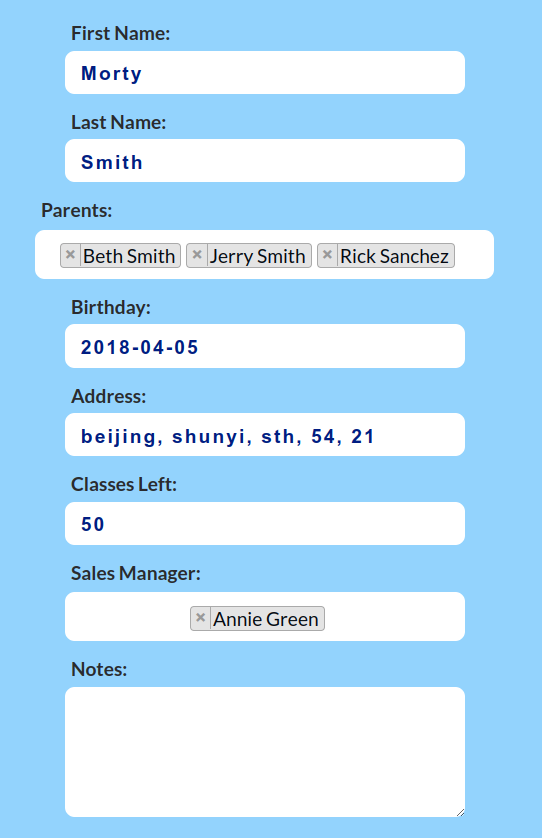 First Name:
Morty
Last Name:
Smith
Parents:
× Beth Smith × Jerry Smith × Rick Sanchez
Birthday:
2018-04-05
Address:
beijing, shunyi, sth, 54, 21
Classes Left:
50
Sales Manager:
× Annie Green
Notes: